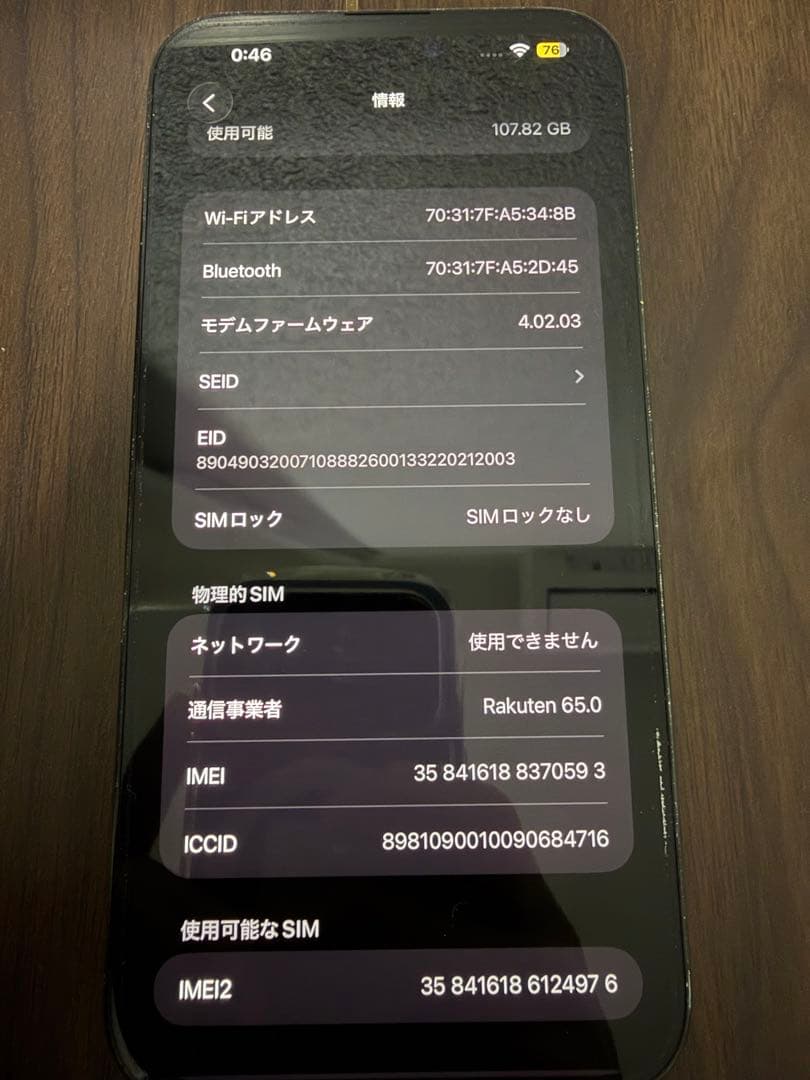 0:46
76
情報
使用可能 107.82 GB
Wi-Fiアドレス 70:31:7F:A5:34:8B
Bluetooth 70:31:7F:A5:2D:45
モデムファームウェア 4.02.03
SEID
EID
89049032007108882600133220212003
SIMロック SIMロックなし
物理的SIM
ネットワーク 使用できません
通信事業者 Rakuten 65.0
IMEI 35 841618 837059 3
ICCID 8981090010090684716
使用可能なSIM
IMEI2 35 841618 612497 6